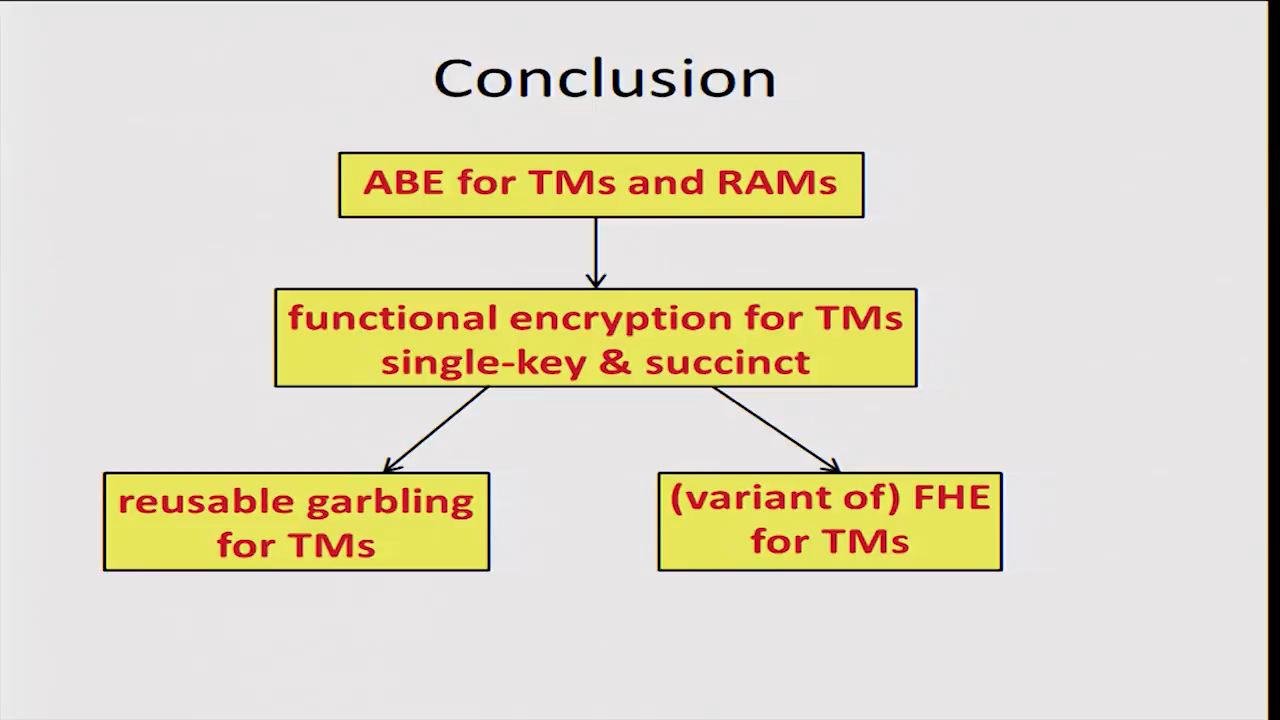 Conclusion
ABE for TMs and RAMs
functional encryption for TMs
single-key & succinct
reusable garbling
for TMs
(variant of) FHE
for TMs